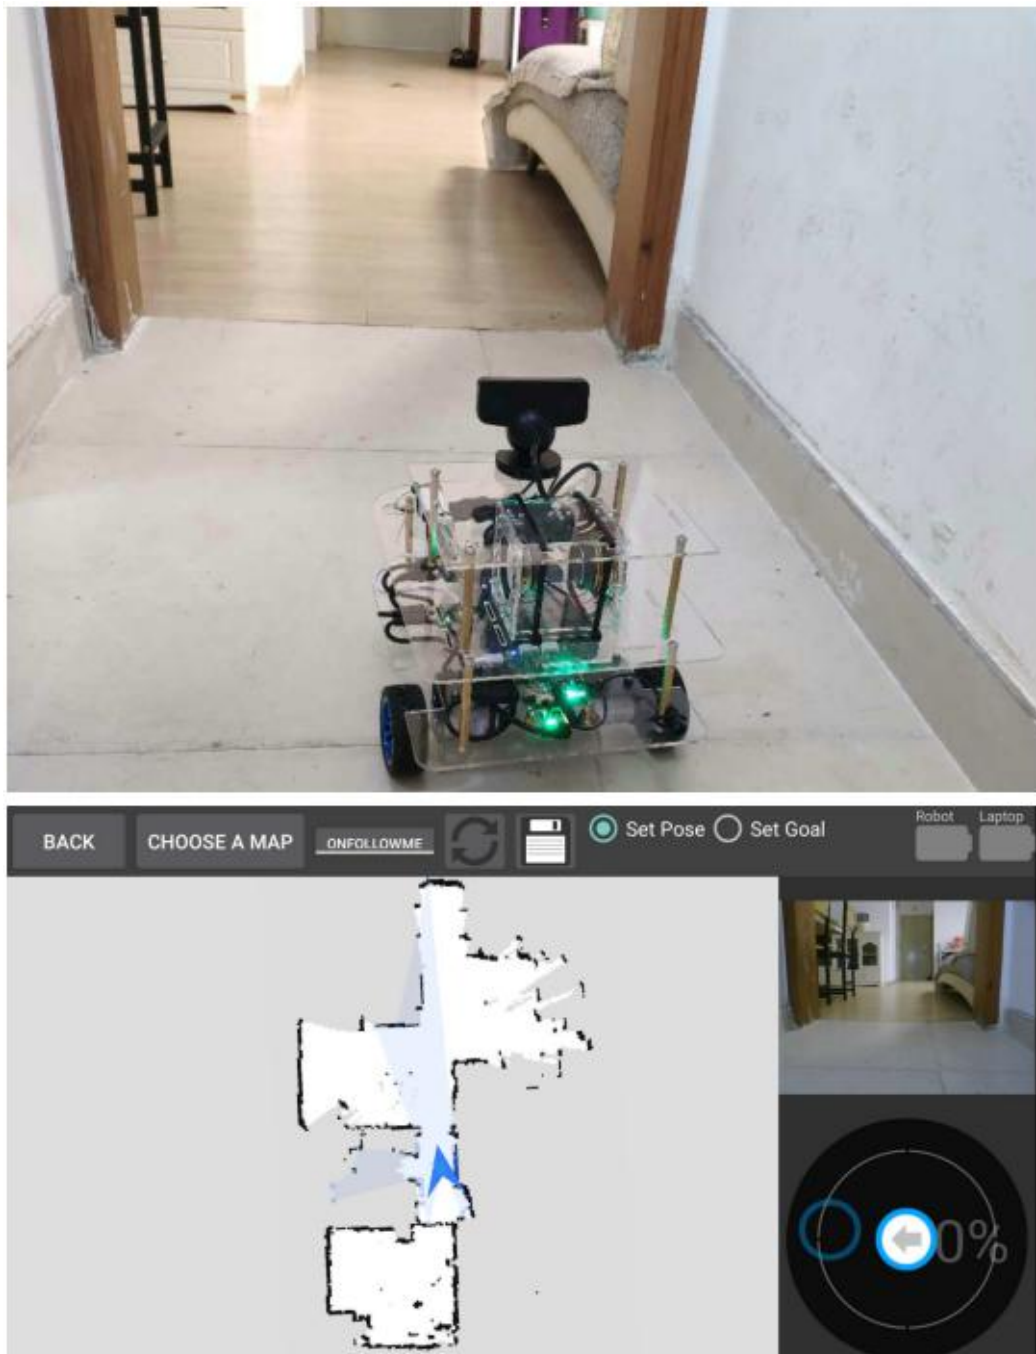 BACK
CHOOSE A MAP
ONFOLLOWME
Set Pose
Set Goal
Robot
Laptop
0%